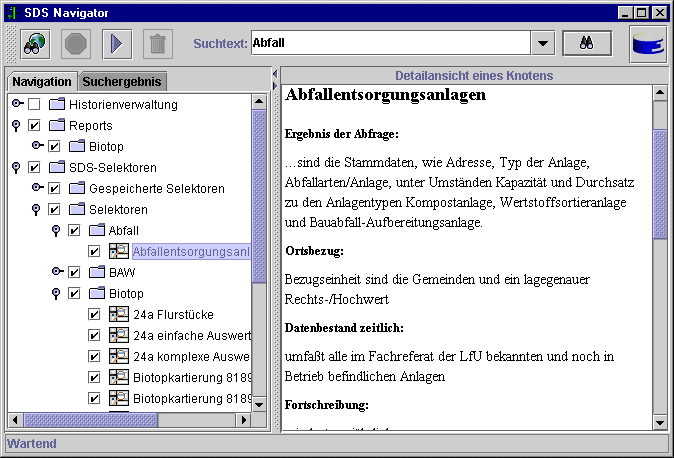 SDS Navigator
Suchtext: Abfall
Navigation Suchergebnis
Historienverwaltung
Reports
Biotop
SDS-Selektoren
Gespeicherte Selektoren
Selektoren
Abfall
Abfallentsorgungsanl
BAW
Biotop
24a Flurstücke
24a einfache Auswert
24a komplexe Auswe
Biotopkartierung 8189
Biotopkartierung 8189
Detailansicht eines Knotens
Abfallentsorgungsanlagen
Ergebnis der Abfrage:
...sind die Stammdaten, wie Adresse, Typ der Anlage,
Abfallarten/Anlage, unter Umständen Kapazität und Durchsatz
zu den Anlagentypen Kompostanlage, Wertstoffsortieranlage
und Bauabfall-Aufbereitungsanlage.
Ortsbezug:
Bezugseinheit sind die Gemeinden und ein lagegenauer
Rechts-/Hochwert
Datenbestand zeitlich:
umfaßt alle im Fachreferat der LfU bekannten und noch in
Betrieb befindlichen Anlagen
Fortschreibung:
Wartend